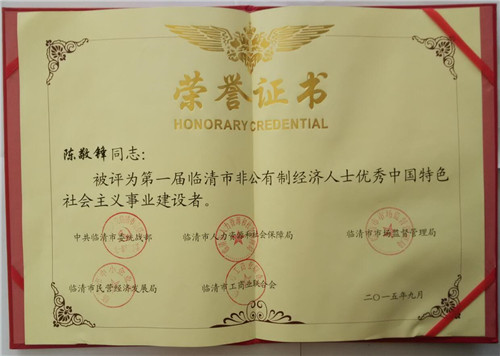 荣誉证书
HONORARY CREDENTIAL
陈敬锋同志：
被评为第一届临清市非公有制经济人士优秀中国特色
社会主义事业建设者。
中共临清市委统战部 临清市人力资源和社会保障局 临清市市场监督管理局
临清市民营经济发展局 临清市工商业联合会
二〇一五年九月